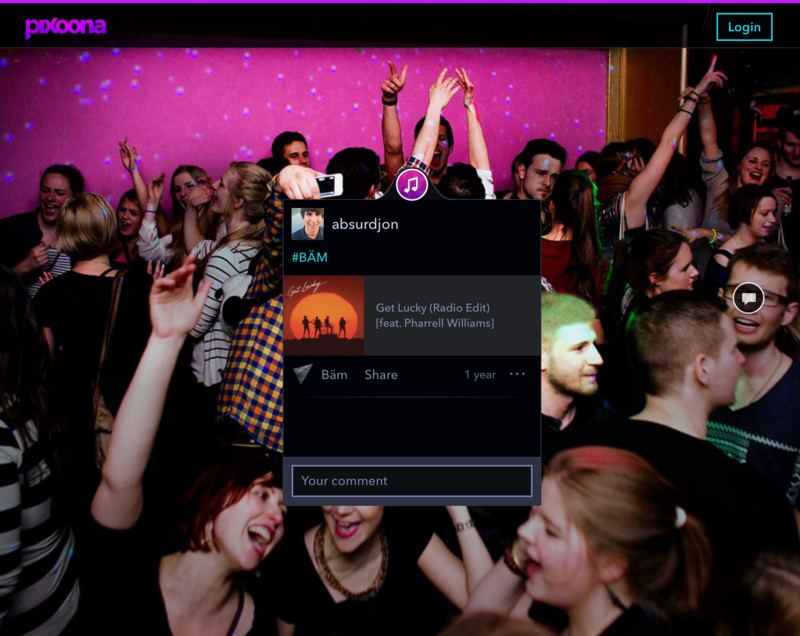 pixoona
Login
absurdjon
#BÄM
Get Lucky
Get Lucky (Radio Edit)
[feat. Pharrell Williams]
Bäm
Share
1 year
Your comment